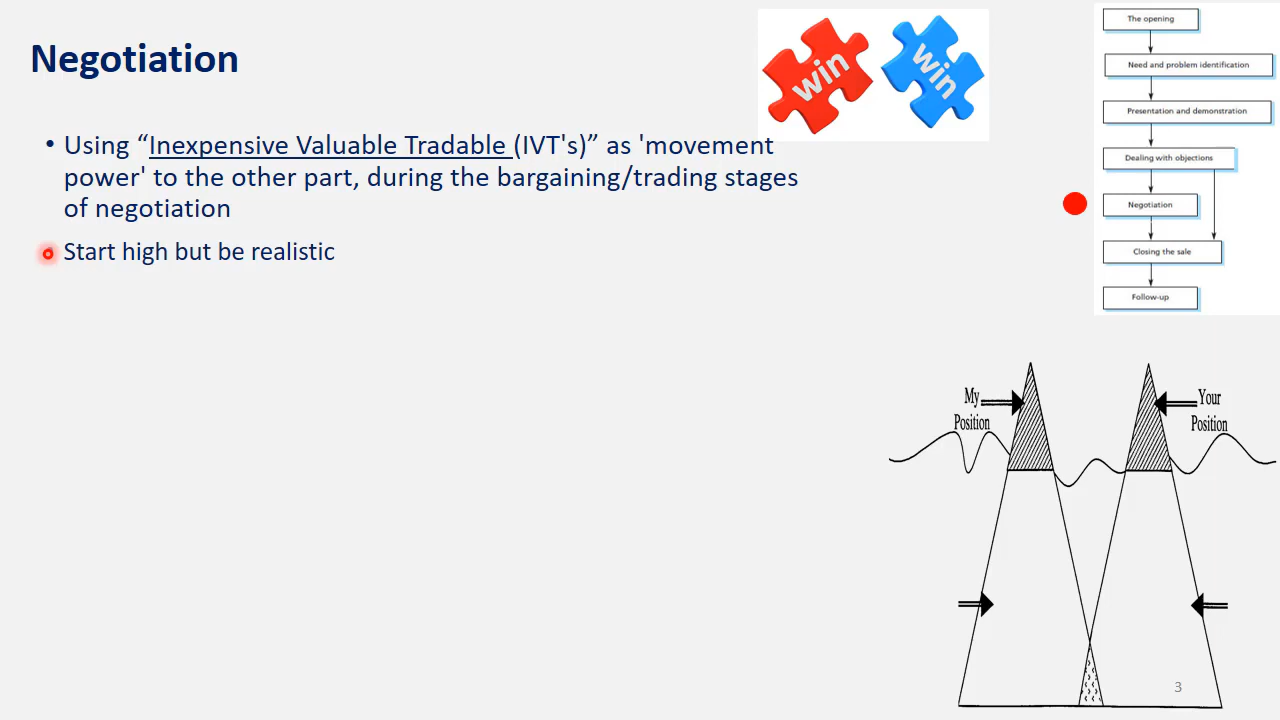 Negotiation
win
win
• Using “Inexpensive Valuable Tradable (IVT's)” as 'movement
power' to the other part, during the bargaining/trading stages
of negotiation
Start high but be realistic
The opening
Need and problem identification
Presentation and demonstration
Dealing with objections
Negotiation
Closing the sale
Follow-up
My
Position
Your
Position
3